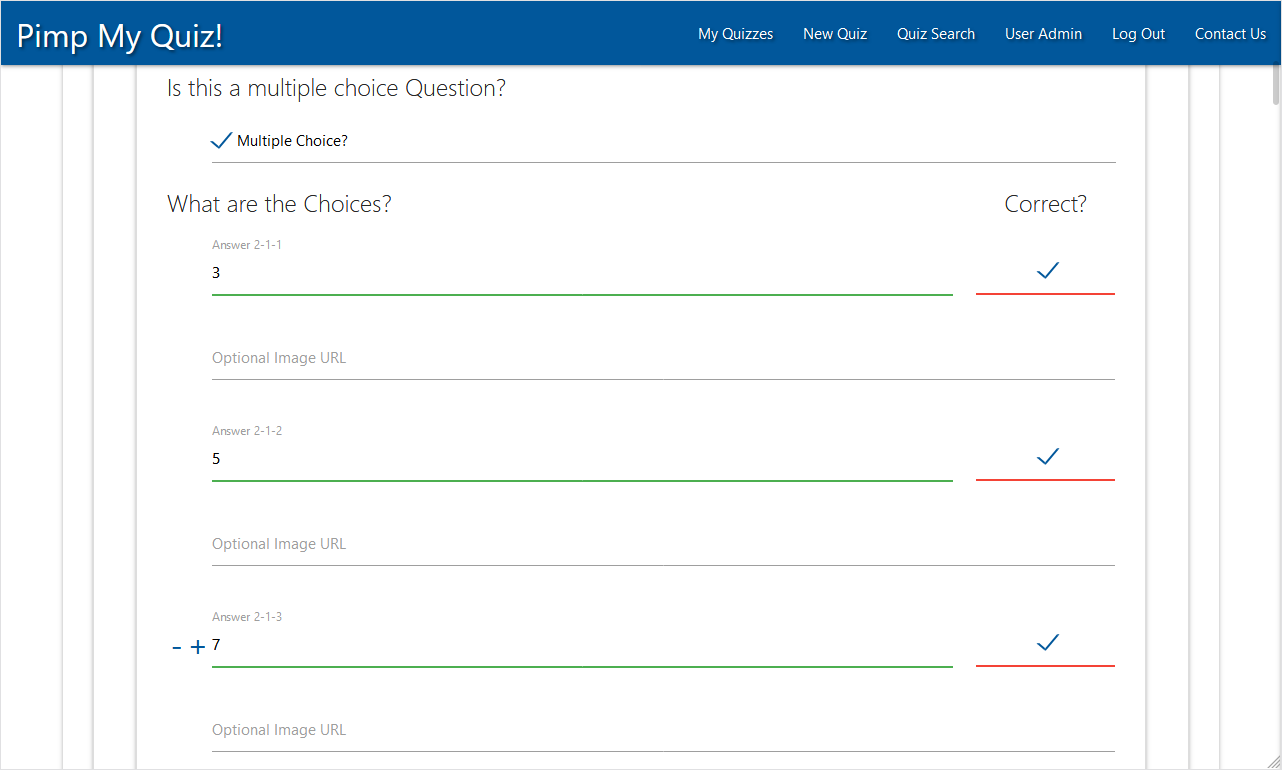 Pimp My Quiz!
My Quizzes New Quiz Quiz Search User Admin Log Out Contact Us
Is this a multiple choice Question?
Multiple Choice?
What are the Choices? Correct?
Answer 2-1-1
3
Optional Image URL
Answer 2-1-2
5
Optional Image URL
Answer 2-1-3
- + 7
Optional Image URL